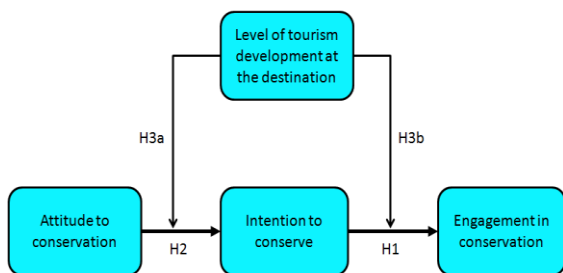 Level of tourism
development at
the destination
H3a
H3b
Attitude to
conservation
H2
Intention to
conserve
H1
Engagement in
conservation